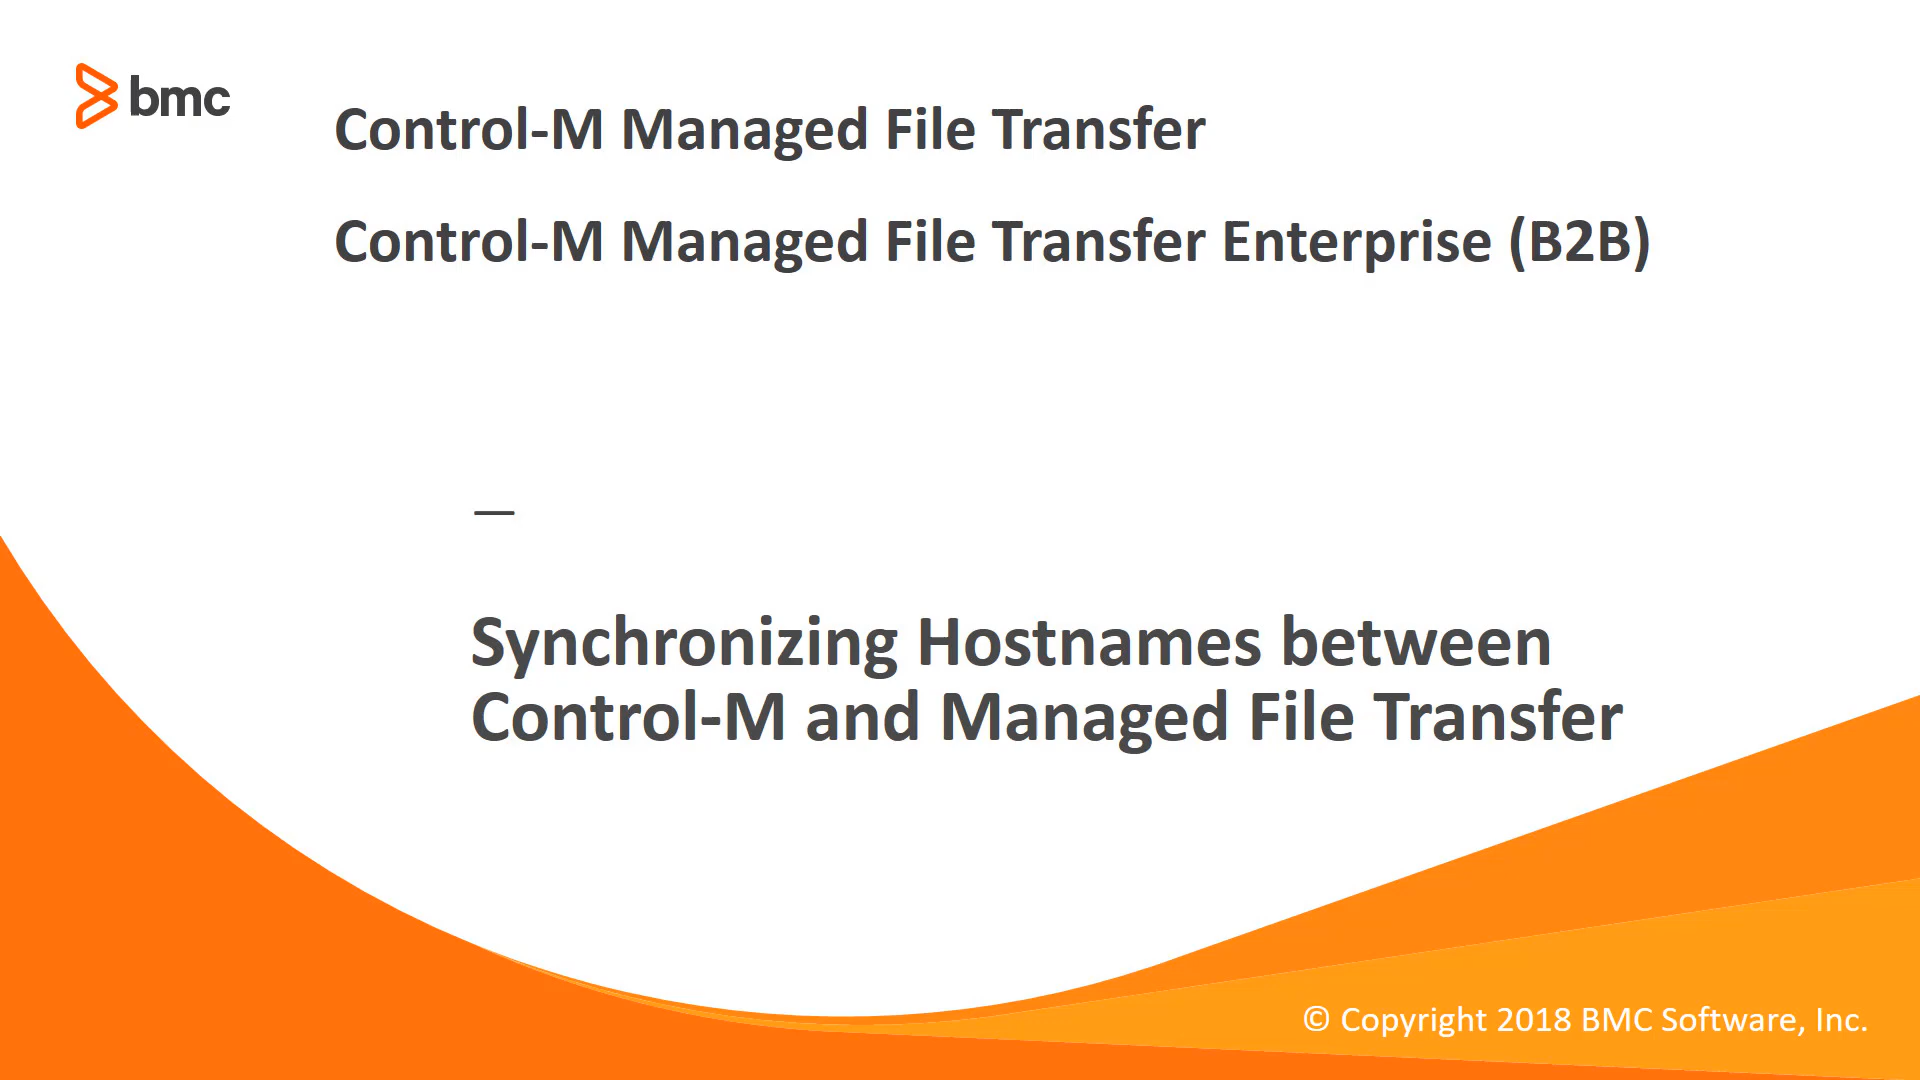 bmc
Control-M Managed File Transfer
Control-M Managed File Transfer Enterprise (B2B)
—
Synchronizing Hostnames between
Control-M and Managed File Transfer
© Copyright 2018 BMC Software, Inc.